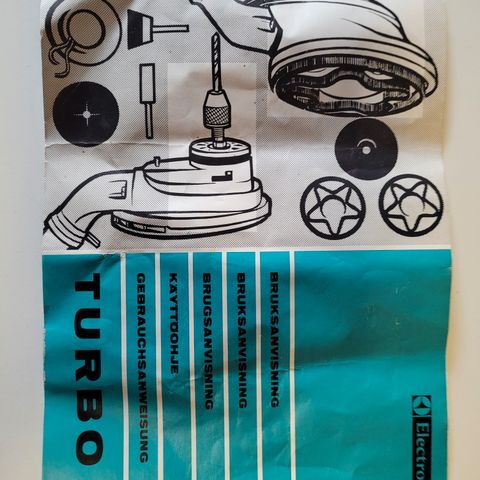 Electro
BRUKSANVISNING
BRUKSANVISNING
BRUGSANVISNING
KÄYTTÖOHJE
GEBRAUCHSANWEISUNG
TURBO